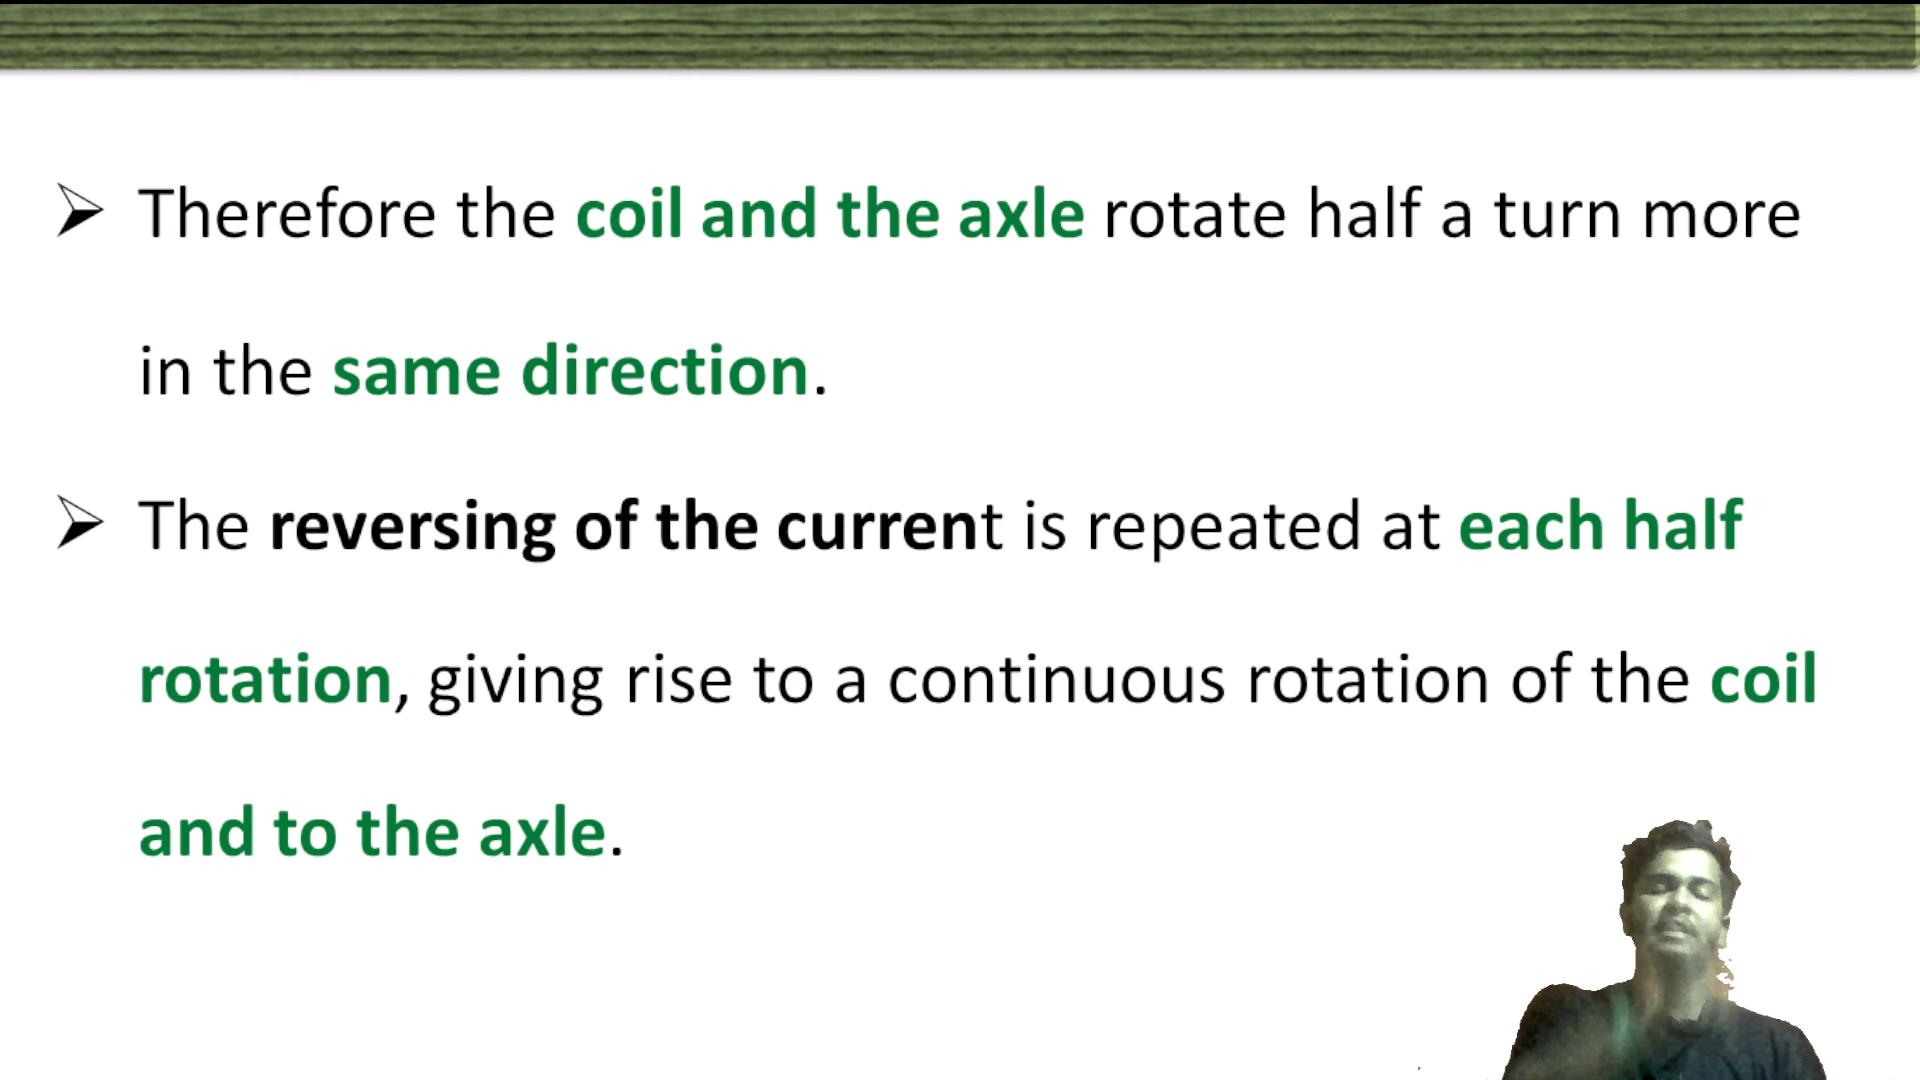 ➢ Therefore the coil and the axle rotate half a turn more
in the same direction.
➢ The reversing of the current is repeated at each half
rotation, giving rise to a continuous rotation of the coil
and to the axle.